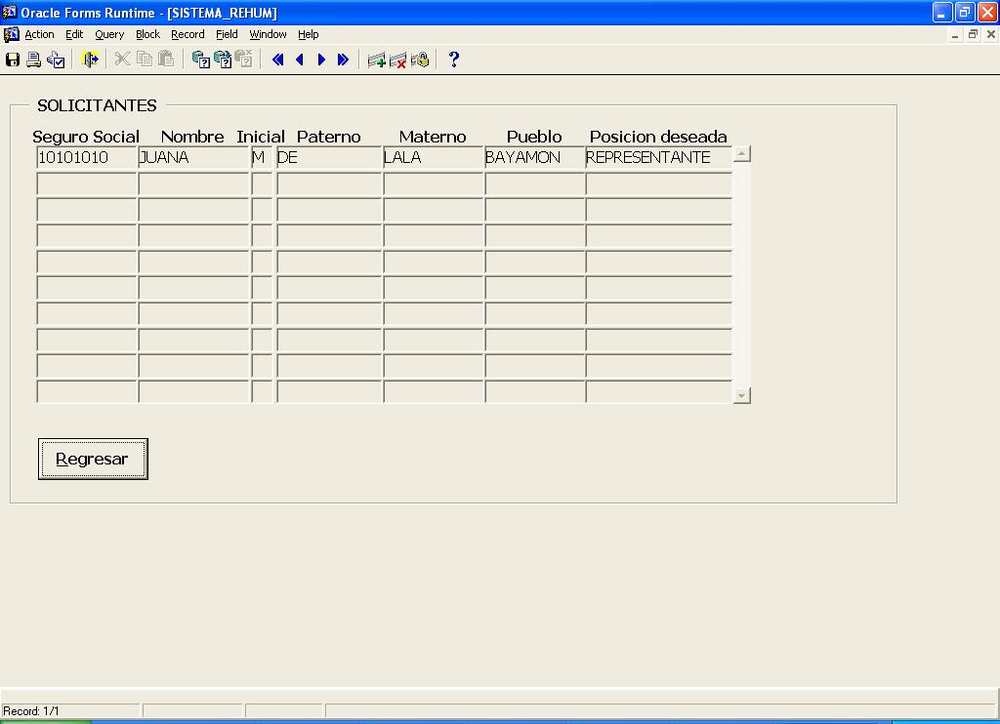 Oracle Forms Runtime - [SISTEMA_REHUM]
Action Edit Query Block Record Field Window Help
SOLICITANTES
Seguro Social Nombre Inicial Paterno Materno Pueblo Posicion deseada
10101010 JUANA M DE LALA BAYAMON REPRESENTANTE
Regresar
Record: 1/1